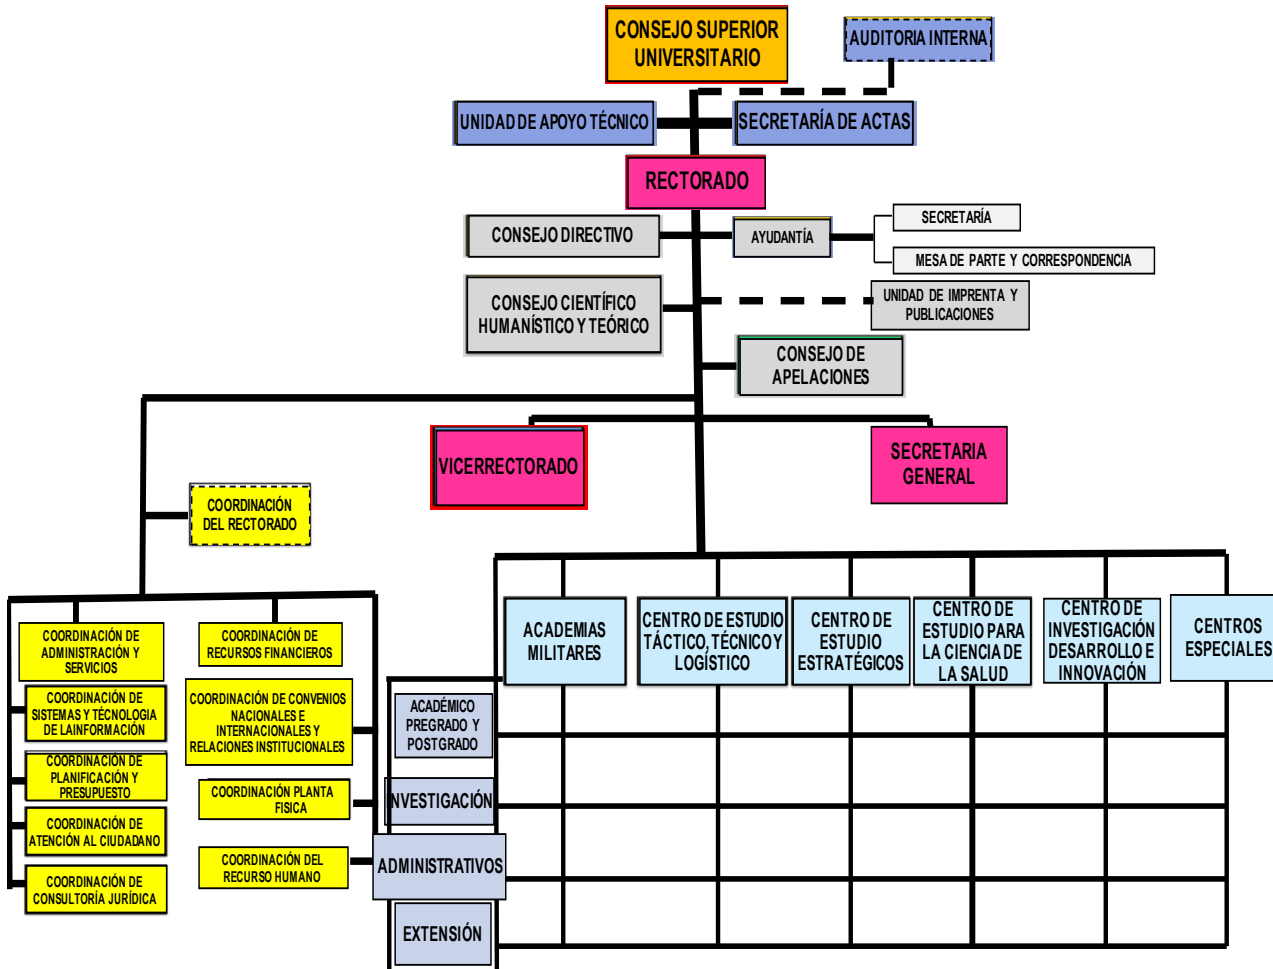 CONSEJO SUPERIOR
UNIVERSITARIO
AUDITORIA INTERNA
UNIDAD DE APOYO TÉCNICO
SECRETARÍA DE ACTAS
RECTORADO
CONSEJO DIRECTIVO
AYUDANTÍA
SECRETARÍA
MESA DE PARTE Y CORRESPONDENCIA
CONSEJO CIENTÍFICO
HUMANÍSTICO Y TEÓRICO
UNIDAD DE IMPRENTA Y
PUBLICACIONES
CONSEJO DE
APELACIONES
VICERRECTORADO
SECRETARIA
GENERAL
COORDINACIÓN
DEL RECTORADO
COORDINACIÓN DE
ADMINISTRACIÓN Y
SERVICIOS
COORDINACIÓN DE
RECURSOS FINANCIEROS
COORDINACIÓN DE
SISTEMAS Y TÉCNOLOGIA
DE LAINFORMACIÓN
COORDINACIÓN DE CONVENIOS
NACIONALES E
INTERNACIONALES Y
RELACIONES INSTITUCIONALES
COORDINACIÓN DE
PLANIFICACIÓN Y
PRESUPUESTO
COORDINACIÓN PLANTA
FISICA
COORDINACIÓN DE
ATENCIÓN AL CIUDADANO
COORDINACIÓN DEL
RECURSO HUMANO
COORDINACIÓN DE
CONSULTORÍA JURÍDICA
ACADEMIAS
MILITARES
CENTRO DE ESTUDIO
TÁCTICO, TÉCNICO Y
LOGÍSTICO
CENTRO DE
ESTUDIO
ESTRATÉGICOS
CENTRO DE
ESTUDIO PARA
LA CIENCIA DE
LA SALUD
CENTRO DE
INVESTIGACIÓN
DESARROLLO E
INNOVACIÓN
CENTROS
ESPECIALES
ACADÉMICO
PREGRADO Y
POSTGRADO
INVESTIGACIÓN
ADMINISTRATIVOS
EXTENSIÓN